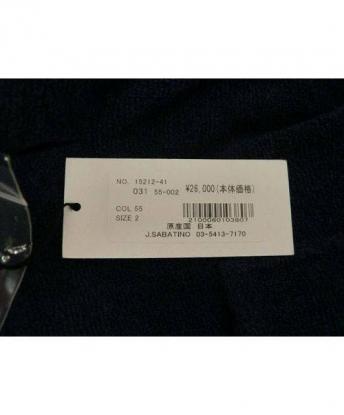 NO. 15212-41
031 55-002 ¥26,000(本体価格)
COL 55
SIZE 2
2100060103807
原産国 日本
J.SABATINO 03-5413-7170